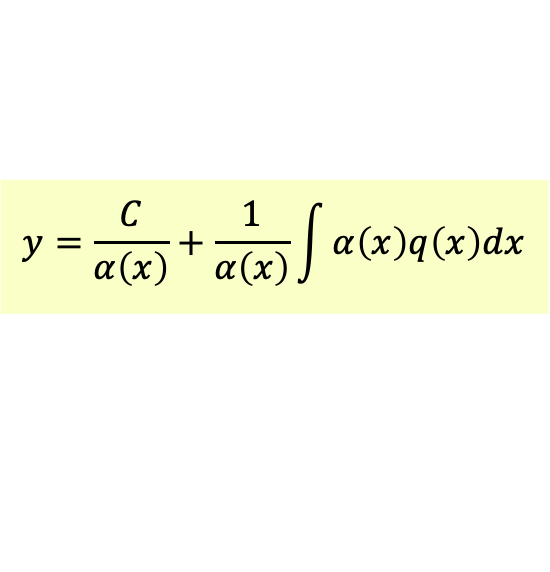 y = C/α(x) + 1/α(x) ∫ α(x)q(x)dx